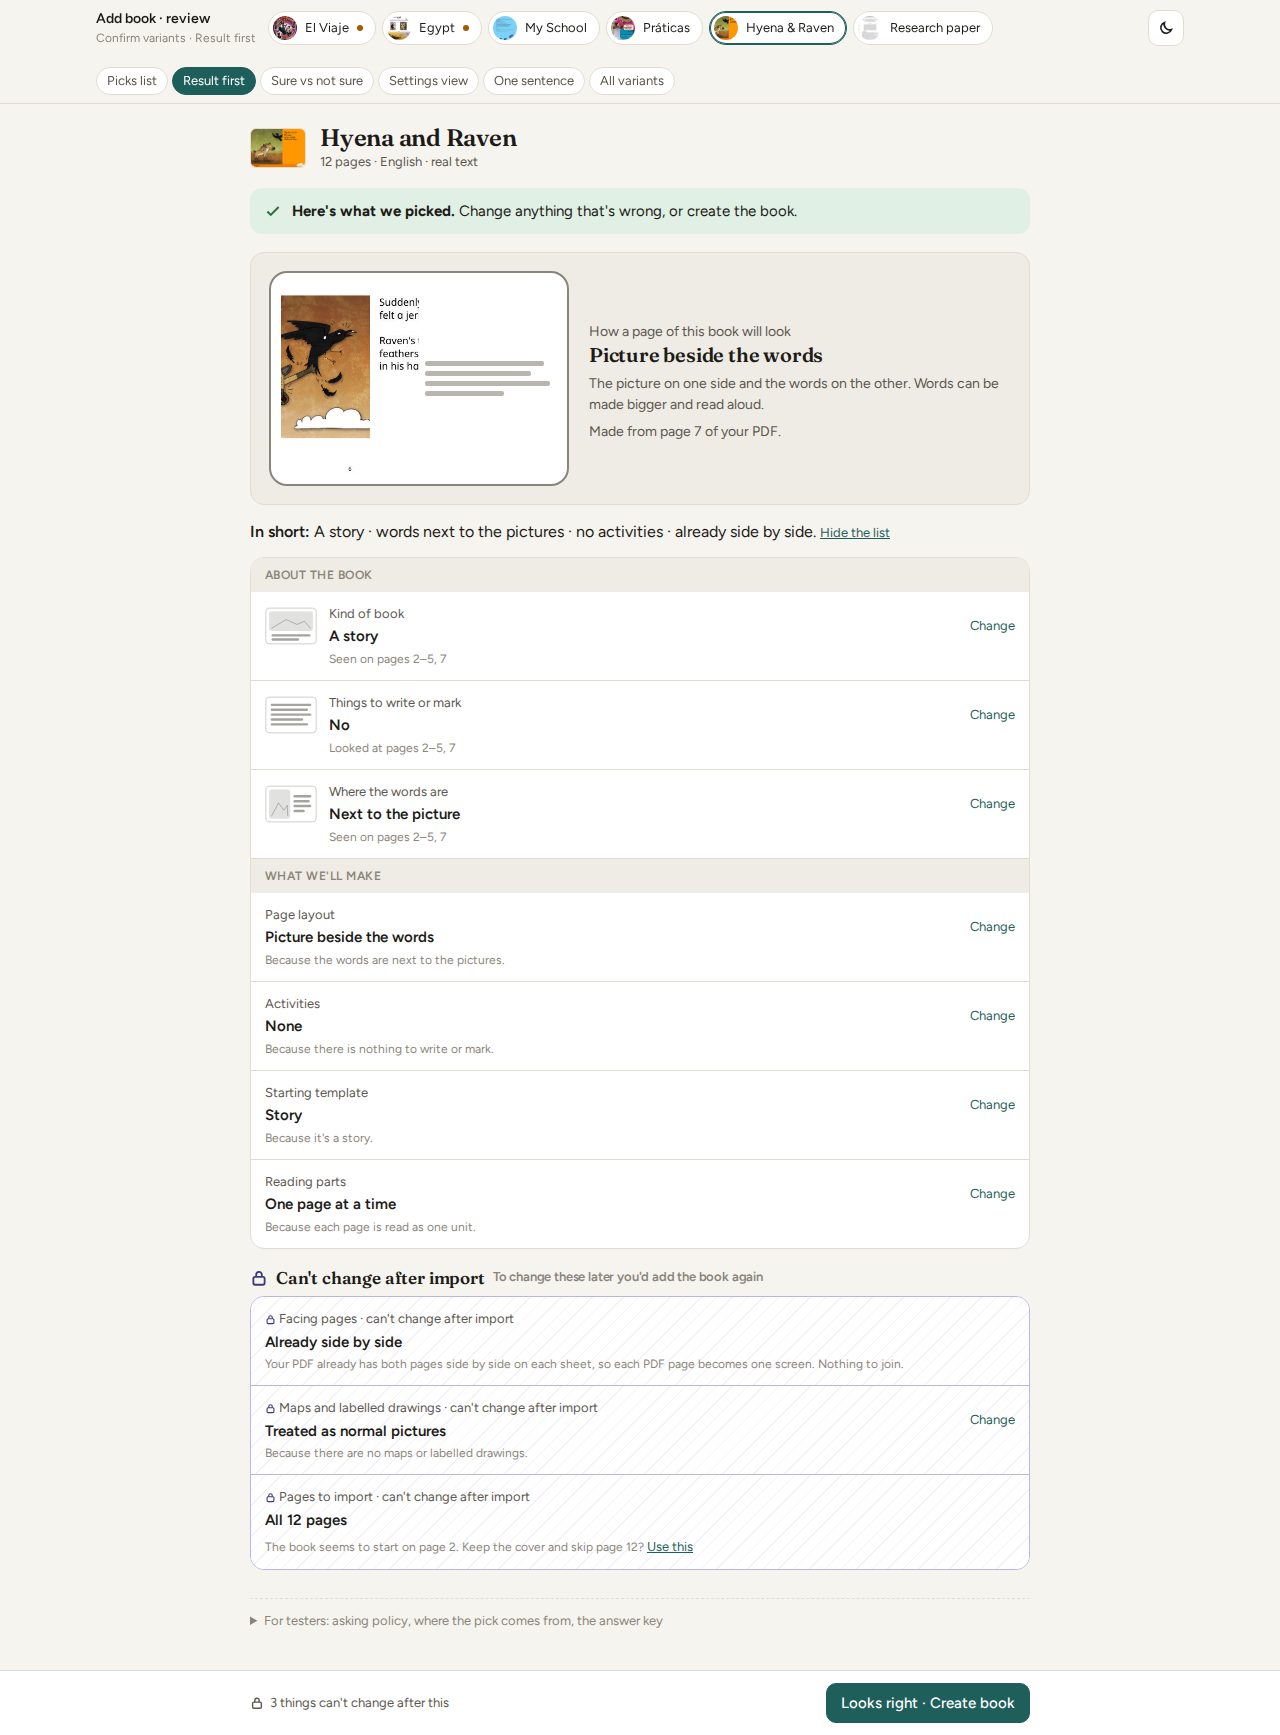 Add book · review
Confirm variants · Result first
El Viaje
Egypt
My School
Práticas
Hyena & Raven
Research paper
Picks list
Result first
Sure vs not sure
Settings view
One sentence
All variants
Hyena and Raven
12 pages · English · real text
Here's what we picked. Change anything that's wrong, or create the book.
Suddenly
felt a jer
Raven's
feathers
in his ha
6
How a page of this book will look
Picture beside the words
The picture on one side and the words on the other. Words can be
made bigger and read aloud.
Made from page 7 of your PDF.
In short: A story · words next to the pictures · no activities · already side by side. Hide the list
ABOUT THE BOOK
Kind of book
A story
Seen on pages 2–5, 7
Change
Things to write or mark
No
Looked at pages 2–5, 7
Change
Where the words are
Next to the picture
Seen on pages 2–5, 7
Change
WHAT WE'LL MAKE
Page layout
Picture beside the words
Because the words are next to the pictures.
Change
Activities
None
Because there is nothing to write or mark.
Change
Starting template
Story
Because it's a story.
Change
Reading parts
One page at a time
Because each page is read as one unit.
Change
Can't change after import To change these later you'd add the book again
Facing pages · can't change after import
Already side by side
Your PDF already has both pages side by side on each sheet, so each PDF page becomes one screen. Nothing to join.
Maps and labelled drawings · can't change after import
Treated as normal pictures
Because there are no maps or labelled drawings.
Change
Pages to import · can't change after import
All 12 pages
The book seems to start on page 2. Keep the cover and skip page 12? Use this
For testers: asking policy, where the pick comes from, the answer key
3 things can't change after this
Looks right · Create book